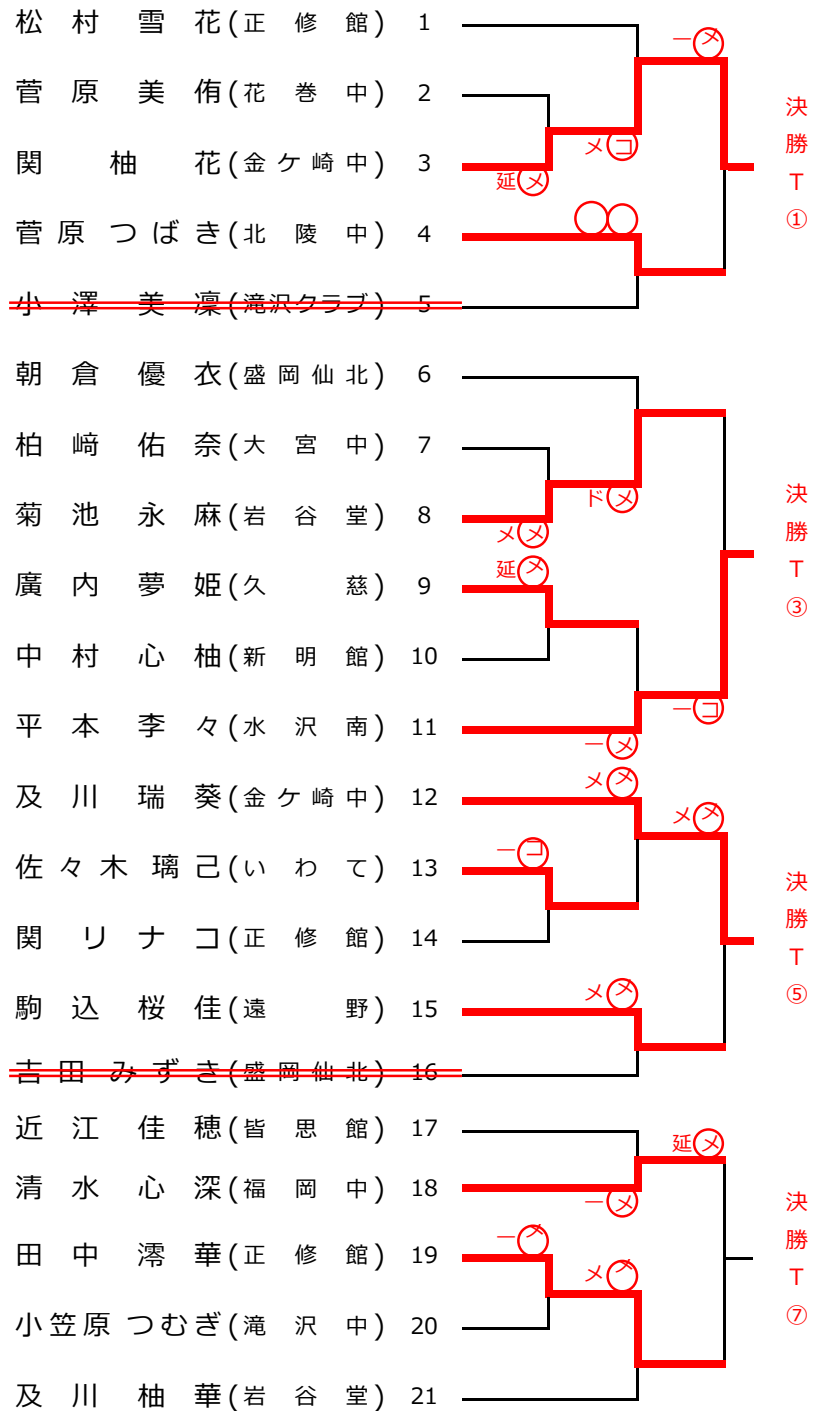 松村雪花(正修館) 1
一メ
菅原美侑(花巻中) 2
決勝T①
メコ
関柚花(金ケ崎中) 3
延メ
菅原つばき(北陵中) 4
小澤美凜(滝沢クラブ) 5
朝倉優衣(盛岡仙北) 6
柏﨑佑奈(大宮中) 7
ドメ
決勝T③
菊池永麻(岩谷堂) 8
メメ
延メ
廣内夢姫(久慈) 9
中村心柚(新明館) 10
一コ
平本李々(水沢南) 11
一メ
メメ
及川瑞葵(金ケ崎中) 12
メメ
一コ
佐々木璃己(いわて) 13
決勝T⑤
関リナコ(正修館) 14
メメ
駒込桜佳(遠野) 15
吉田みずき(盛岡仙北) 16
近江佳穂(皆思館) 17
延メ
清水心深(福岡中) 18
一メ
決勝T⑦
一メ
田中澪華(正修館) 19
メメ
小笠原つむぎ(滝沢中) 20
及川柚華(岩谷堂) 21